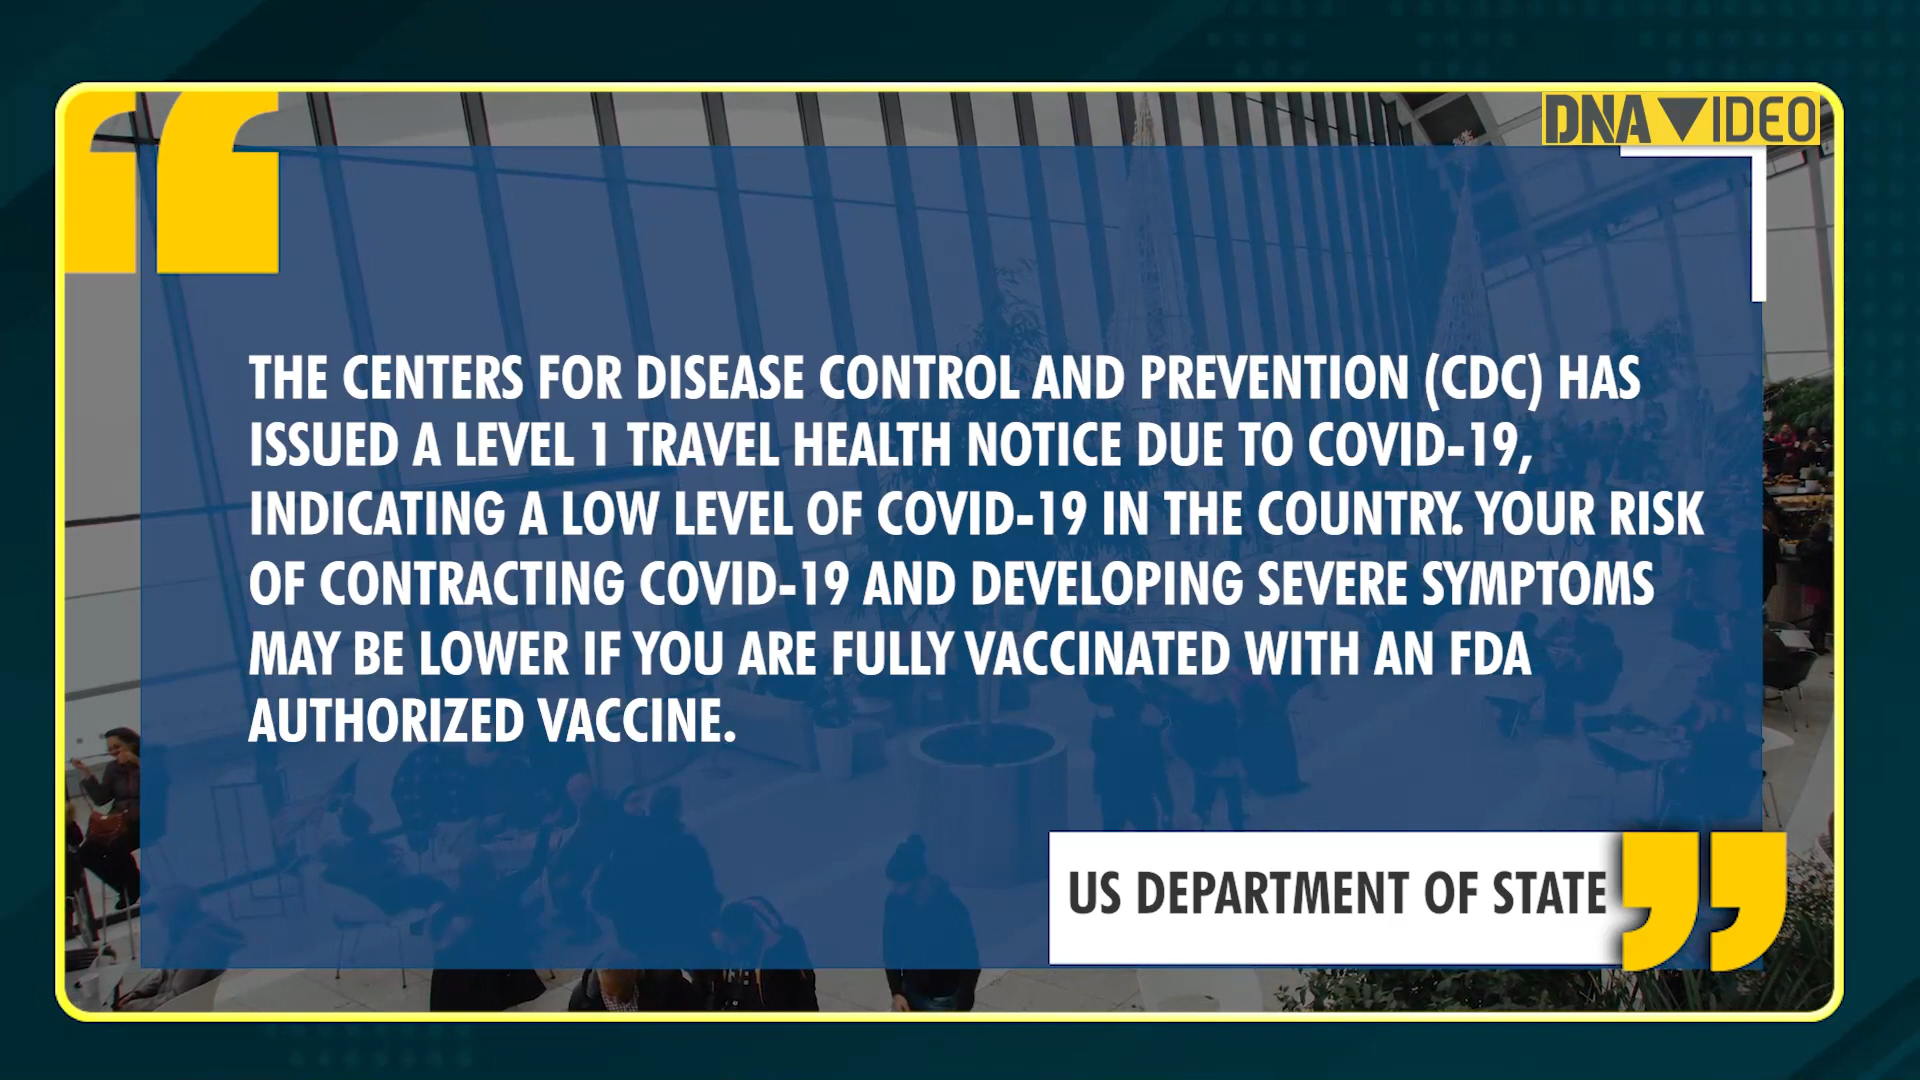 DNA VIDEO
THE CENTERS FOR DISEASE CONTROL AND PREVENTION (CDC) HAS
ISSUED A LEVEL 1 TRAVEL HEALTH NOTICE DUE TO COVID-19,
INDICATING A LOW LEVEL OF COVID-19 IN THE COUNTRY. YOUR RISK
OF CONTRACTING COVID-19 AND DEVELOPING SEVERE SYMPTOMS
MAY BE LOWER IF YOU ARE FULLY VACCINATED WITH AN FDA
AUTHORIZED VACCINE.
US DEPARTMENT OF STATE